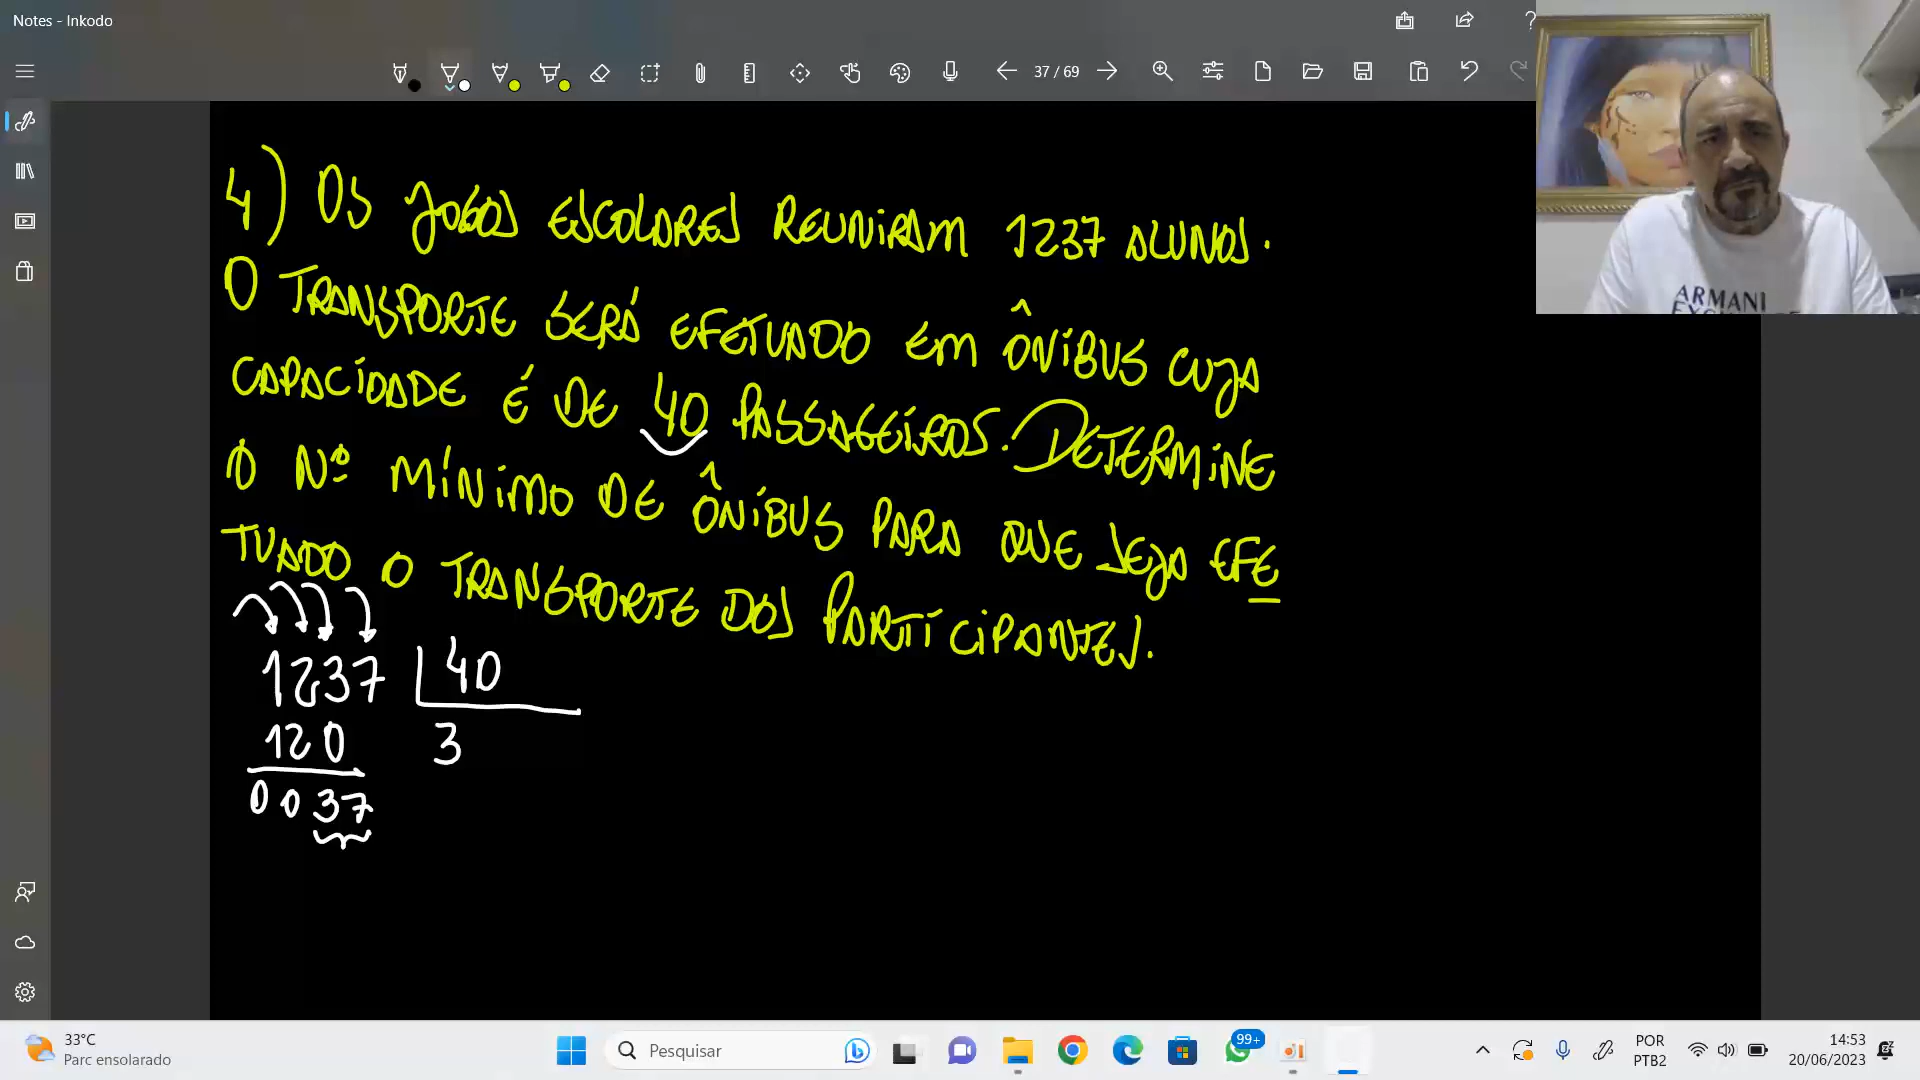 Notes - Inkodo
?
37 / 69
4) OS JOGOS ESCOLARES REUNIRAM 1237 ALUNOS.
O TRANSPORTE SERÁ EFETUADO EM ÔNIBUS CUJA
CAPACIDADE É DE 40 PASSAGEIROS. DETERMINE
O Nº MÍNIMO DE ÔNIBUS PARA QUE SEJA EFE
TUADO O TRANSPORTE DOS PARTICIPANTES.
1237 40
120 3
0037
ARMANI
33°C
Parc ensolarado
Pesquisar
99+
POR
PTB2
14:53
20/06/2023